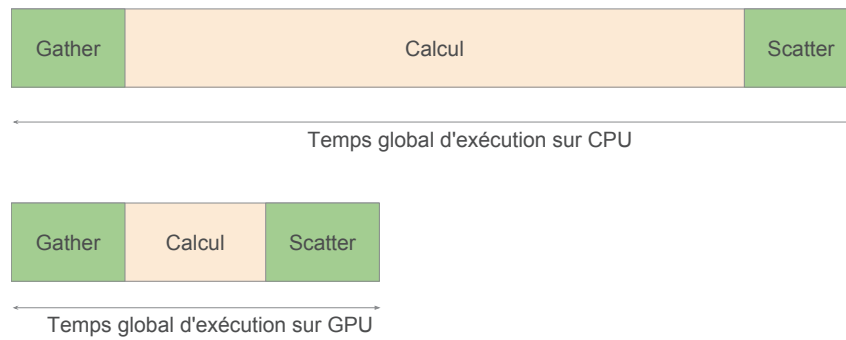 Gather Calcul Scatter
Temps global d'exécution sur CPU
Gather Calcul Scatter
Temps global d'exécution sur GPU